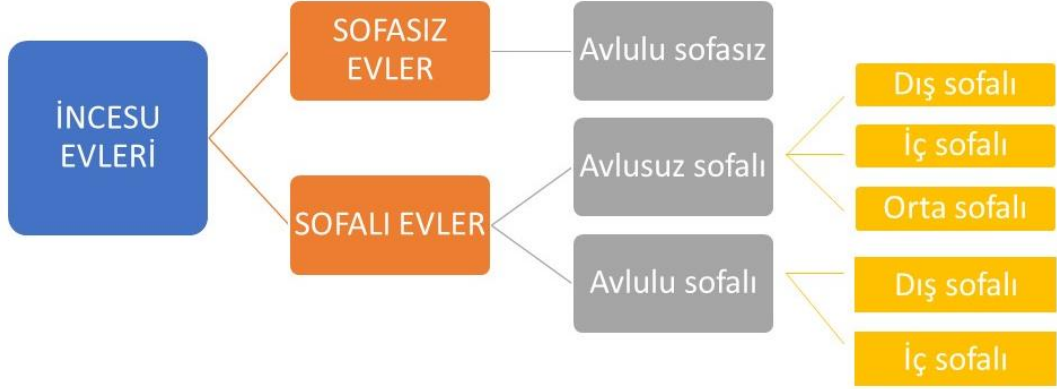 İNCESU
EVLERİ
SOFASIZ
EVLER
Avlulu sofasız
SOFALI EVLER
Avlusuz sofalı
Dış sofalı
İç sofalı
Orta sofalı
Avlulu sofalı
Dış sofalı
İç sofalı